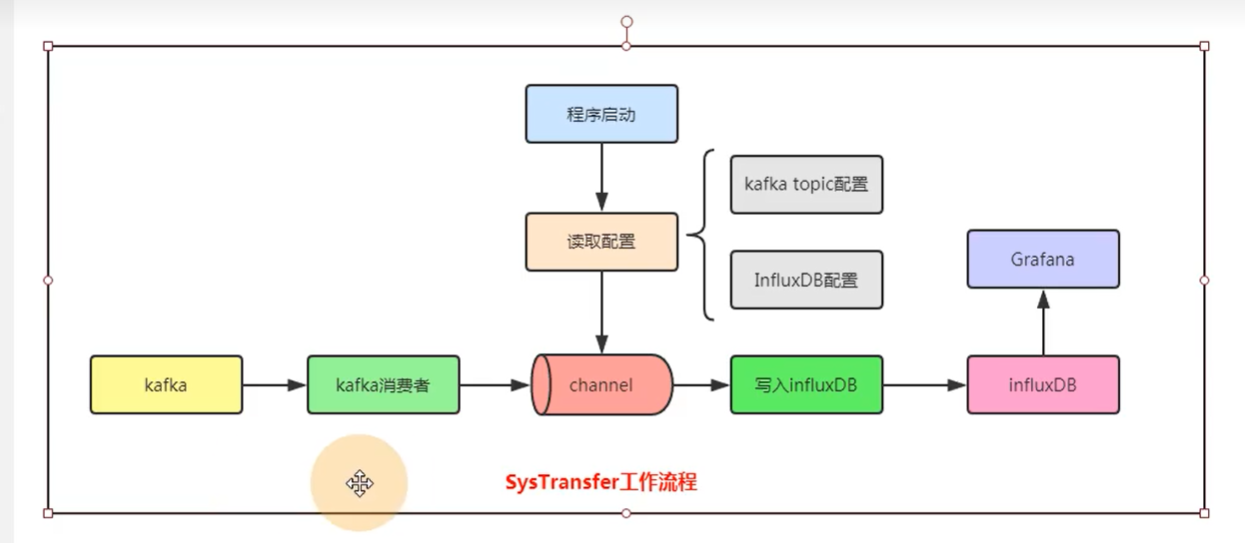 程序启动
kafka topic配置
读取配置
Grafana
InfluxDB配置
kafka
kafka消费者
channel
写入influxDB
influxDB
SysTransfer工作流程